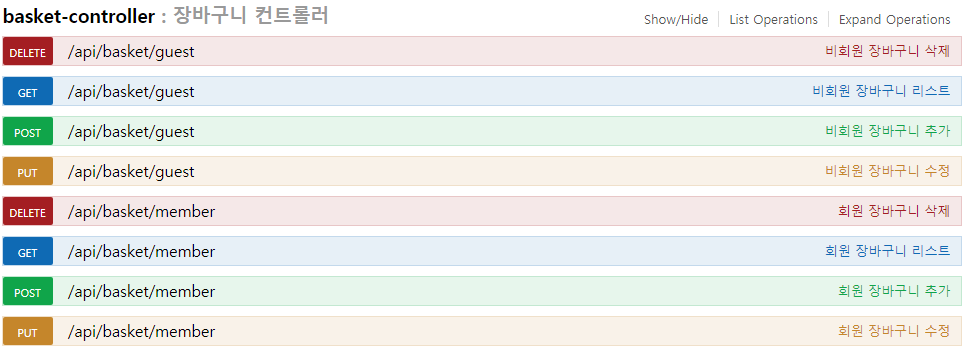 basket-controller : 장바구니 컨트롤러 Show/Hide List Operations Expand Operations
DELETE /api/basket/guest 비회원 장바구니 삭제
GET /api/basket/guest 비회원 장바구니 리스트
POST /api/basket/guest 비회원 장바구니 추가
PUT /api/basket/guest 비회원 장바구니 수정
DELETE /api/basket/member 회원 장바구니 삭제
GET /api/basket/member 회원 장바구니 리스트
POST /api/basket/member 회원 장바구니 추가
PUT /api/basket/member 회원 장바구니 수정